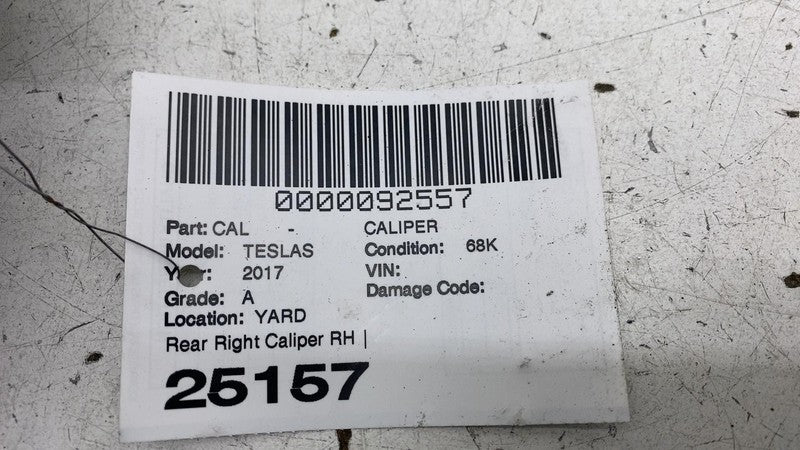 0000092557
Part: CAL - CALIPER
Model: TESLAS Condition: 68K
Year: 2017 VIN:
Grade: A Damage Code:
Location: YARD
Rear Right Caliper RH |
25157